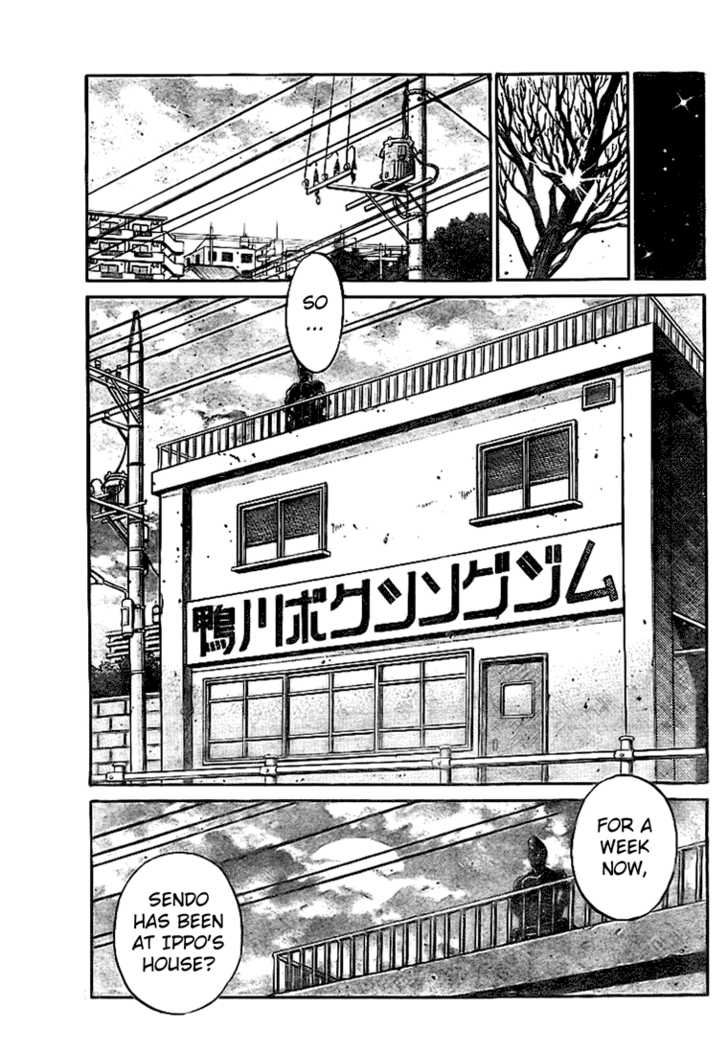 SO
...
鴨川ボクシングジム
FOR A
WEEK
NOW,
SENDO
HAS BEEN
AT IPPO'S
HOUSE?